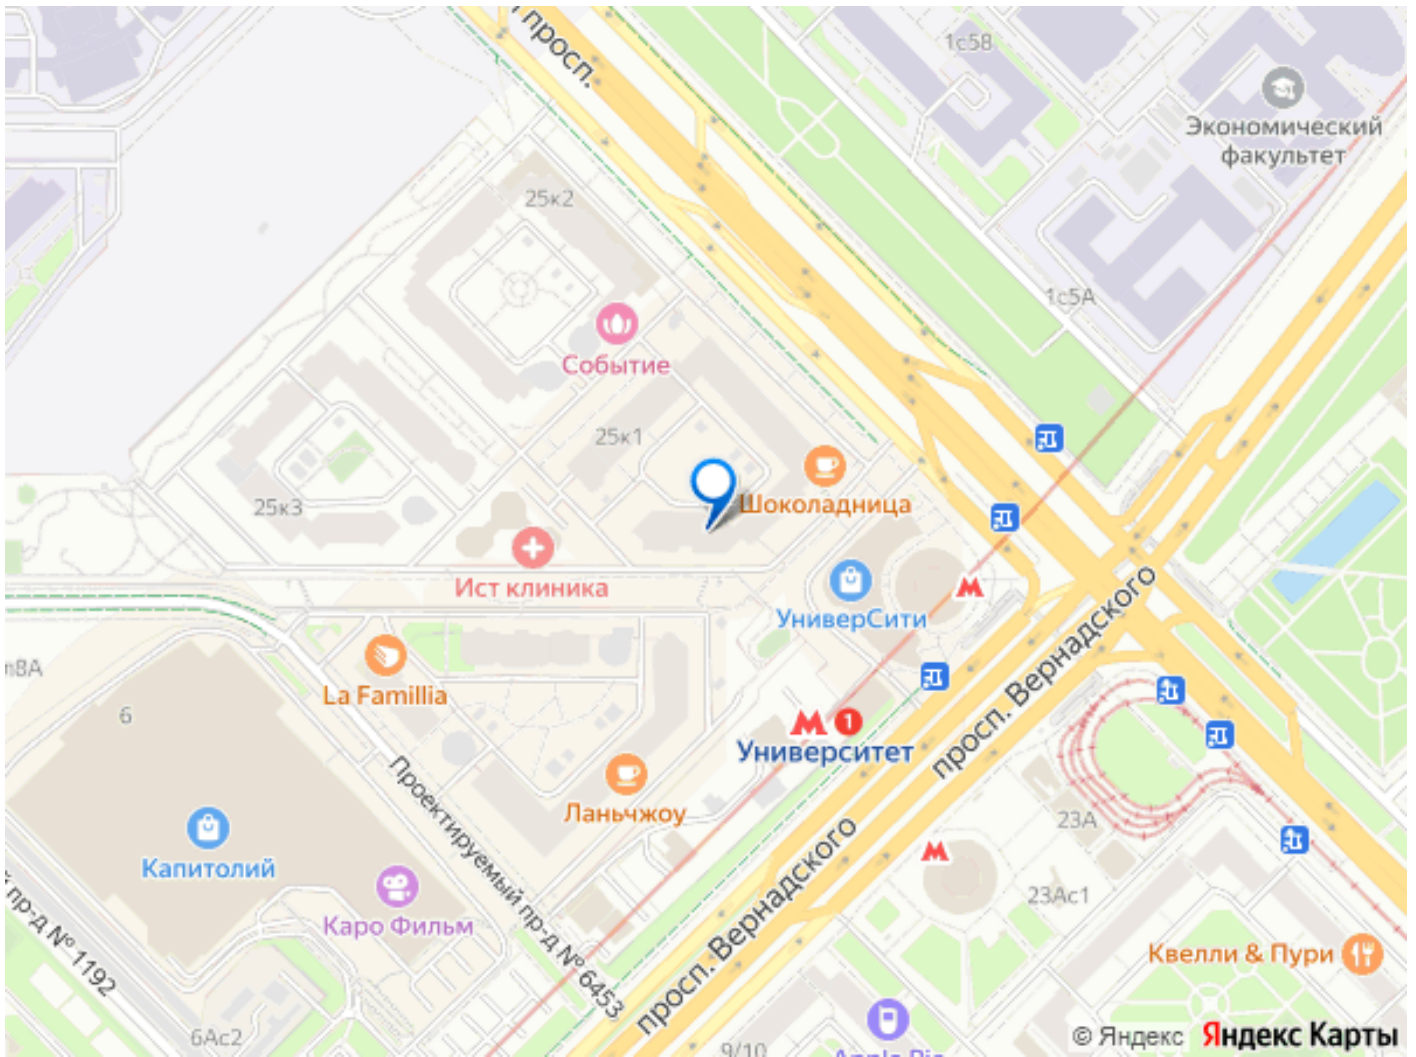 просп.
1с58
Экономический
факультет
25к2
1с5А
Событие
25к1
Шоколадница
25к3
Ист клиника
УниверСити
просп. Вернадского
La Famillia
6
М 1
Университет
Проектируемый пр-д № 6453
Ланьчжоу
Капитолий
23А
просп. Вернадского
Каро Фильм
23Ас1
пр-д № 1192
Квелли & Пури
6Ас2
9/10
© Яндекс Яндекс Карты